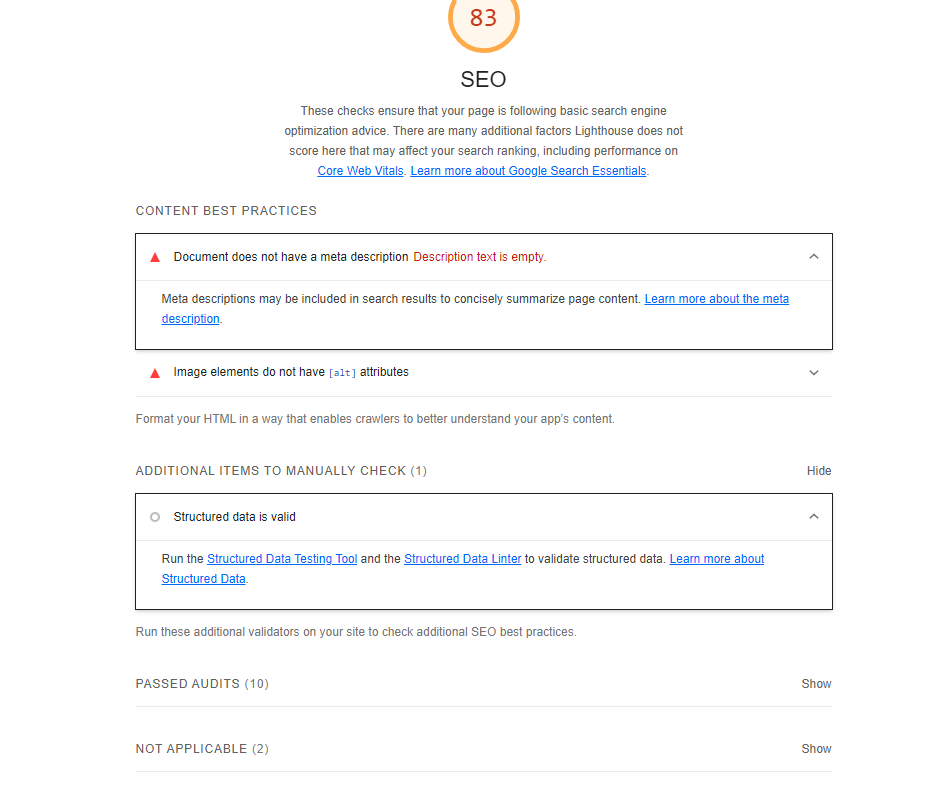 83
SEO
These checks ensure that your page is following basic search engine
optimization advice. There are many additional factors Lighthouse does not
score here that may affect your search ranking, including performance on
Core Web Vitals. Learn more about Google Search Essentials.
CONTENT BEST PRACTICES
Document does not have a meta description Description text is empty.
Meta descriptions may be included in search results to concisely summarize page content. Learn more about the meta
description.
Image elements do not have [alt] attributes
Format your HTML in a way that enables crawlers to better understand your app's content.
ADDITIONAL ITEMS TO MANUALLY CHECK (1) Hide
Structured data is valid
Run the Structured Data Testing Tool and the Structured Data Linter to validate structured data. Learn more about
Structured Data.
Run these additional validators on your site to check additional SEO best practices.
PASSED AUDITS (10) Show
NOT APPLICABLE (2) Show